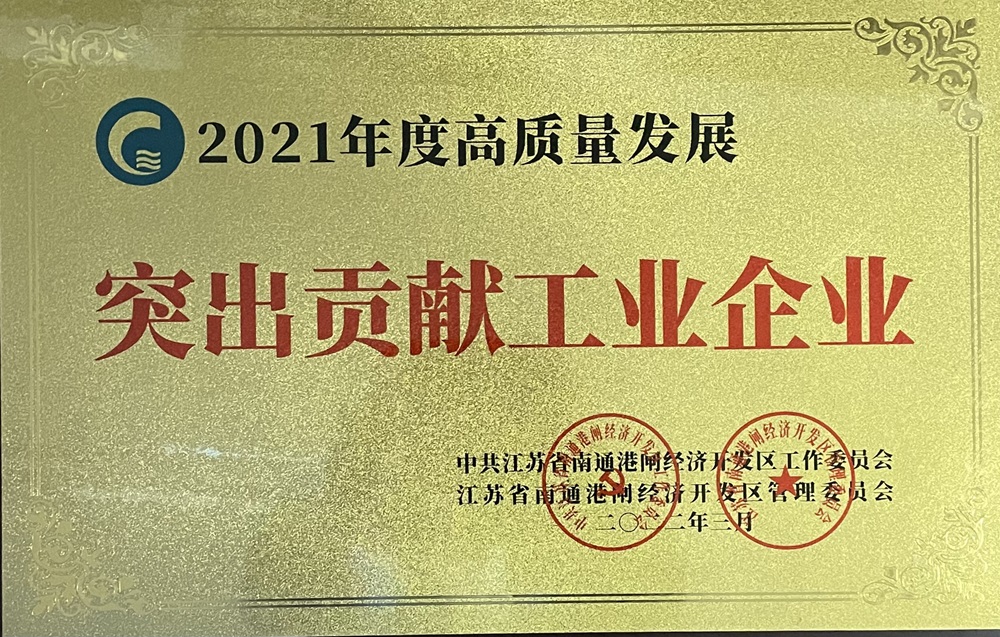 2021年度高质量发展
突出贡献工业企业
中共江苏省南通港闸经济开发区工作委员会
江苏省南通港闸经济开发区管理委员会
二〇二二年三月